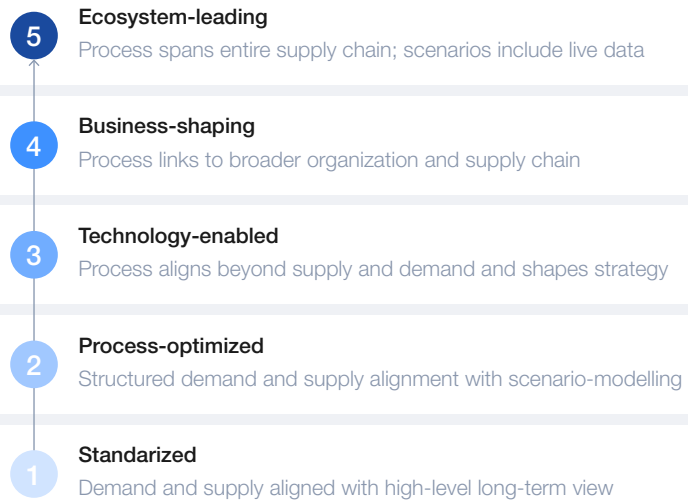 5
Ecosystem-leading
Process spans entire supply chain; scenarios include live data
4
Business-shaping
Process links to broader organization and supply chain
3
Technology-enabled
Process aligns beyond supply and demand and shapes strategy
2
Process-optimized
Structured demand and supply alignment with scenario-modelling
1
Standarized
Demand and supply aligned with high-level long-term view